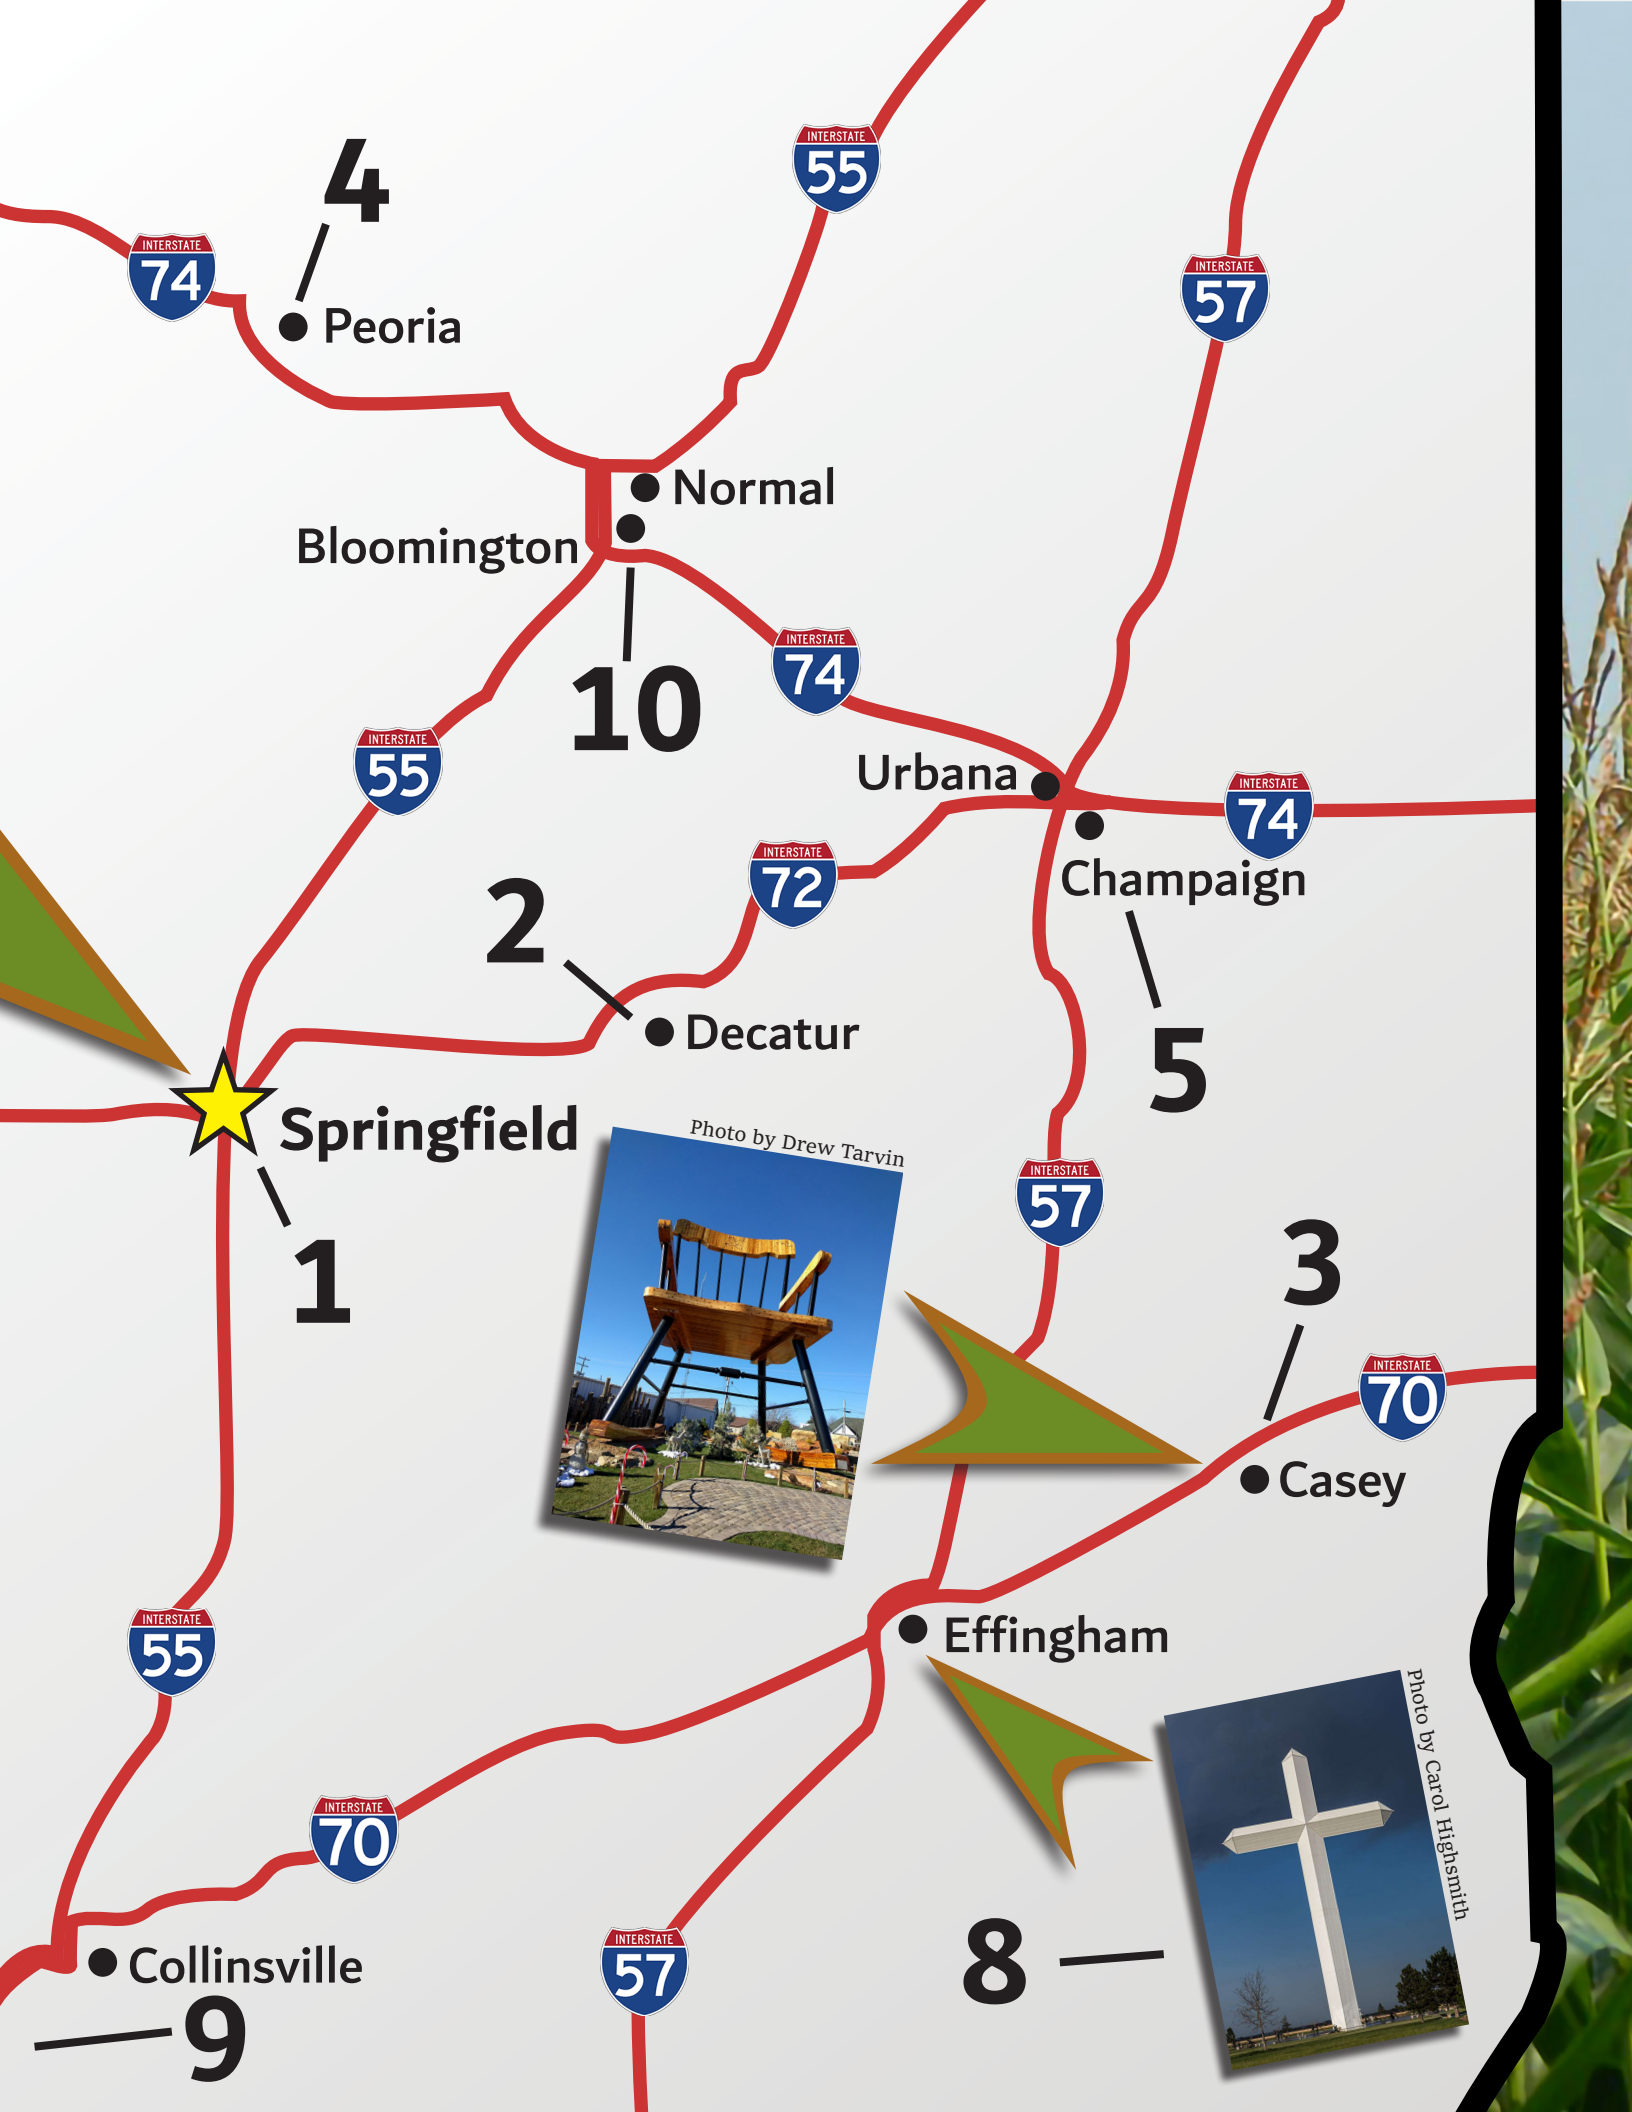 INTERSTATE
55
4
INTERSTATE
74
INTERSTATE
57
Peoria
Normal
Bloomington
10
INTERSTATE
74
INTERSTATE
55
Urbana
INTERSTATE
74
INTERSTATE
72
Champaign
2
Decatur
5
Springfield
Photo by Drew Tarvin
INTERSTATE
57
1
3
INTERSTATE
70
Casey
INTERSTATE
55
Effingham
Photo by Carol Highsmith
INTERSTATE
70
INTERSTATE
57
8
Collinsville
9